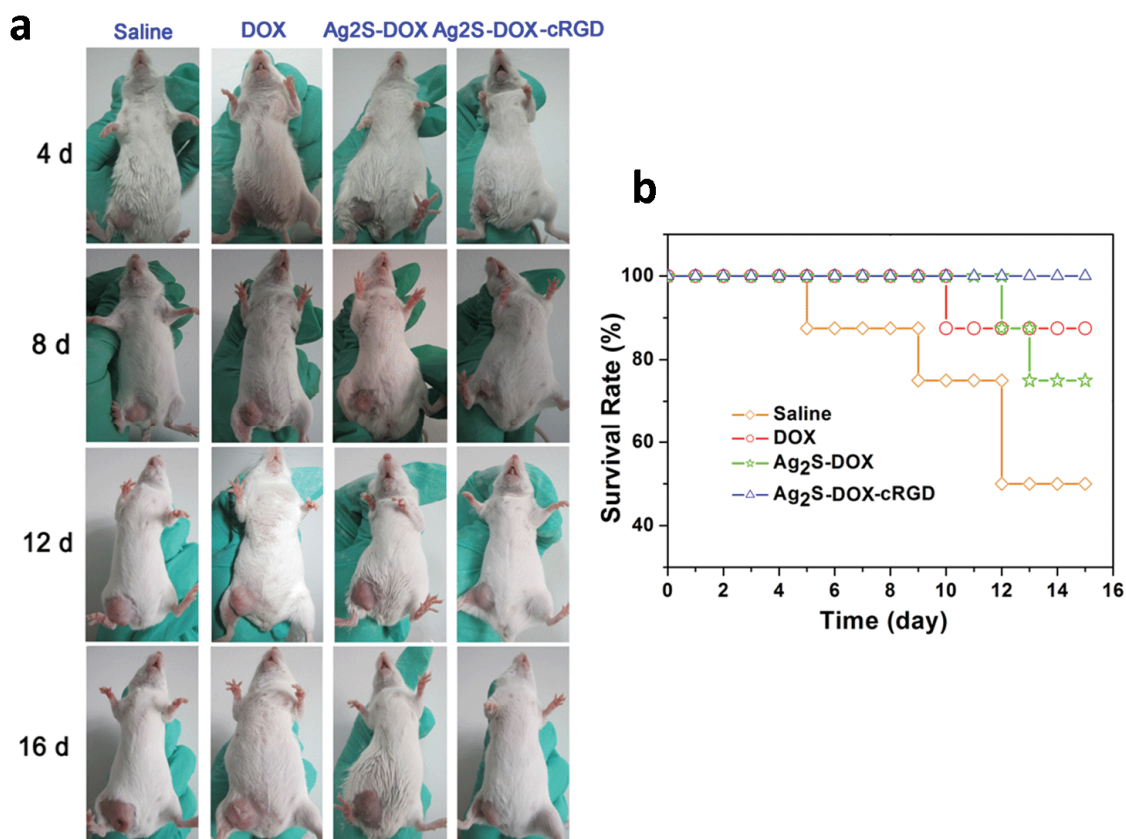 a
Saline DOX Ag2S-DOX Ag2S-DOX-cRGD
4 d
8 d
12 d
16 d
b
Survival Rate (%)
100
80
60
40
Saline
DOX
Ag₂S-DOX
Ag₂S-DOX-cRGD
0 2 4 6 8 10 12 14 16
Time (day)